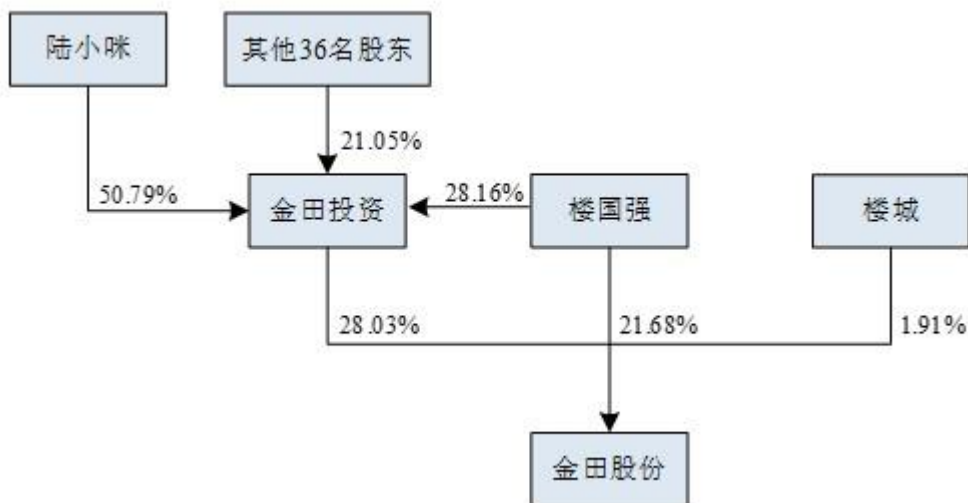 陆小咪
其他36名股东
21.05%
50.79%
金田投资
28.16%
楼国强
楼城
28.03%
21.68%
1.91%
金田股份